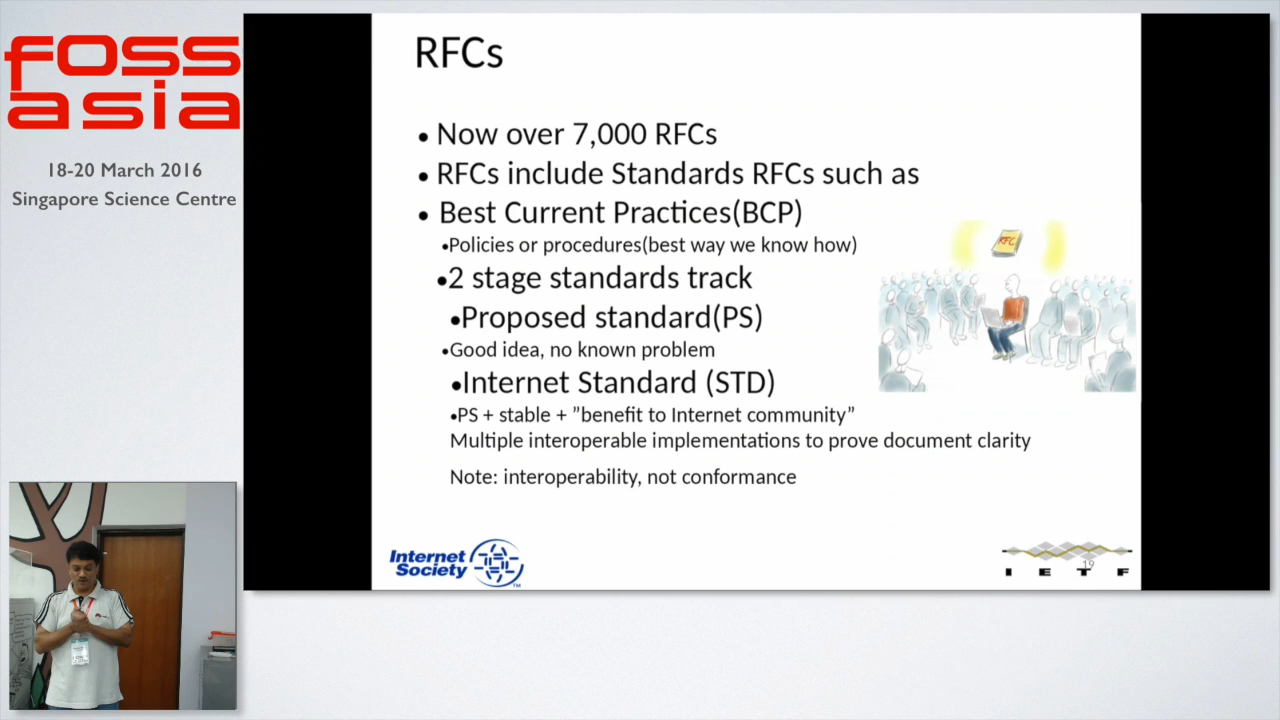 foss
asia
18-20 March 2016
Singapore Science Centre
RFCs
• Now over 7,000 RFCs
• RFCs include Standards RFCs such as
• Best Current Practices(BCP)
•Policies or procedures(best way we know how)
•2 stage standards track
•Proposed standard(PS)
•Good idea, no known problem
•Internet Standard (STD)
•PS + stable + ”benefit to Internet community”
Multiple interoperable implementations to prove document clarity
Note: interoperability, not conformance
RFC
Internet
Society
TM
19
I E T F